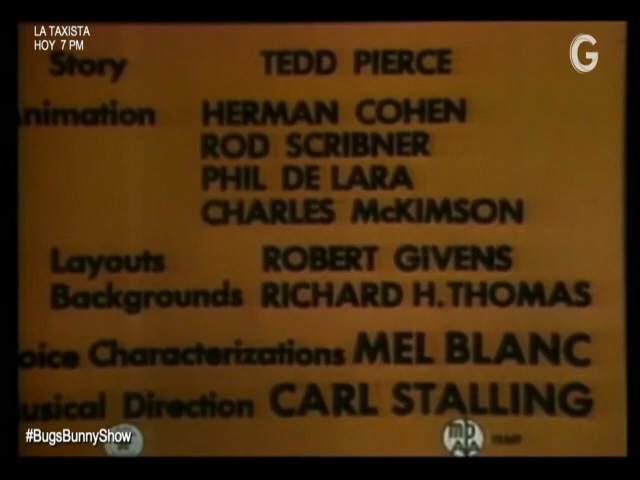 LA TAXISTA
HOY 7 PM
G
Story TEDD PIERCE
nimation HERMAN COHEN
ROD SCRIBNER
PHIL DE LARA
CHARLES McKIMSON
Layouts ROBERT GIVENS
Backgrounds RICHARD H. THOMAS
oice Characterizations MEL BLANC
usical Direction CARL STALLING
#BugsBunnyShow